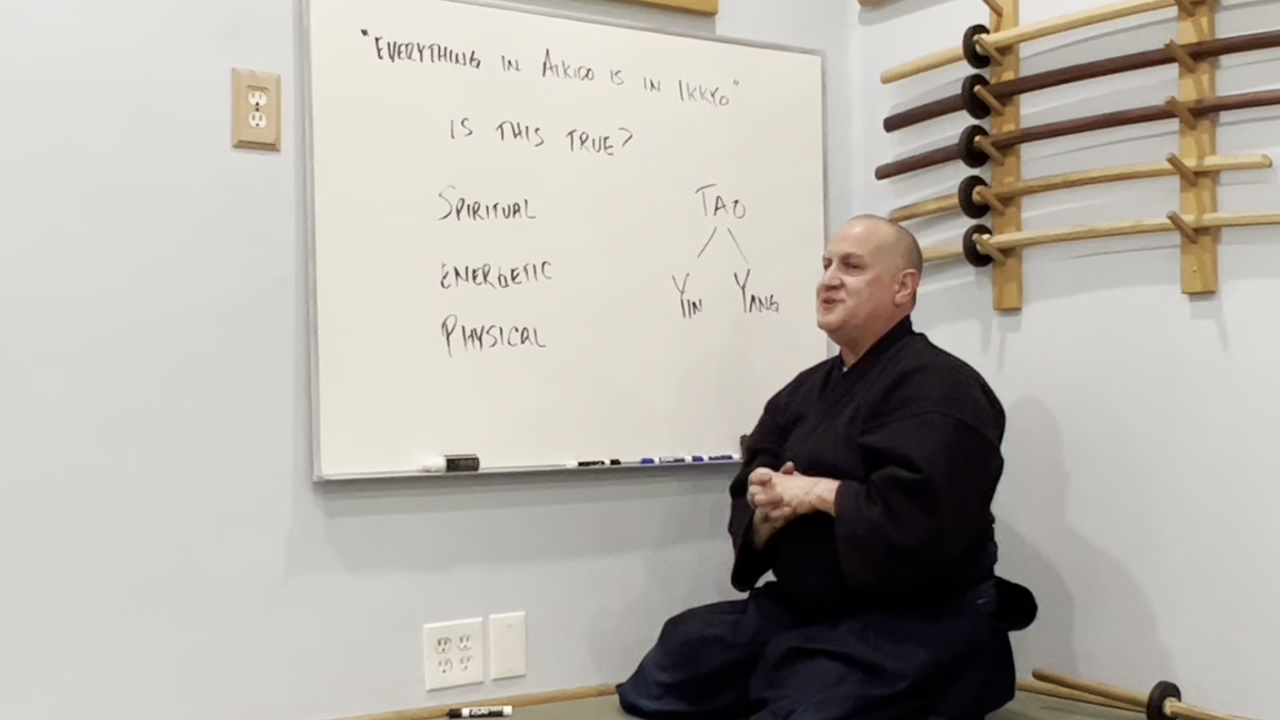 "EVERYTHING IN AIKIDO IS IN IKKYO"
IS THIS TRUE?
SPIRITUAL
ENERGETIC
PHYSICAL
TAO
YIN YANG